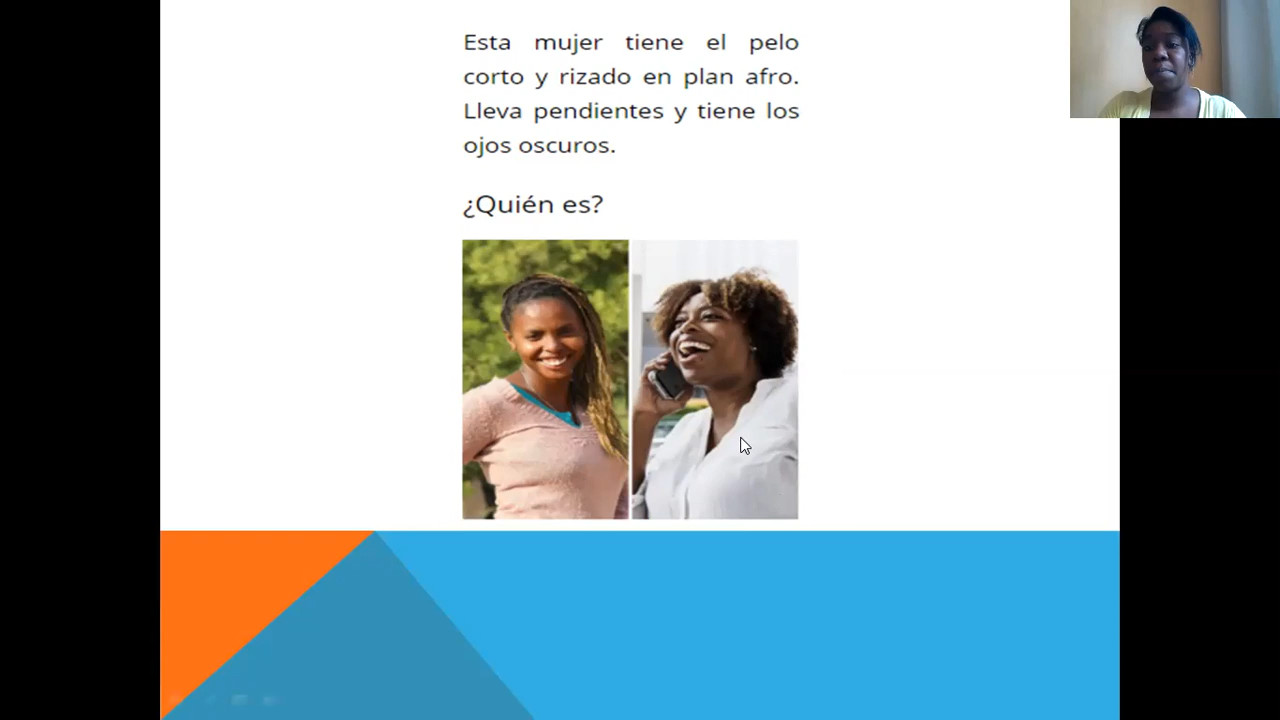 Esta mujer tiene el pelo
corto y rizado en plan afro.
Lleva pendientes y tiene los
ojos oscuros.
¿Quién es?